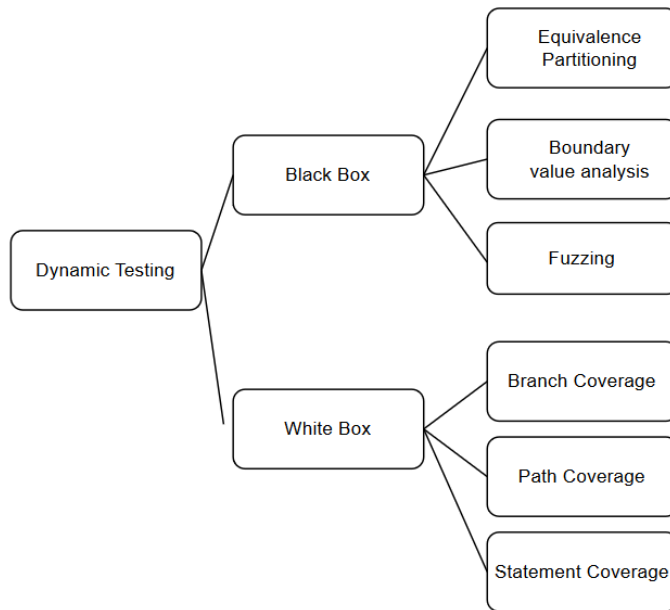 Equivalence
Partitioning
Black Box
Boundary
value analysis
Dynamic Testing
Fuzzing
White Box
Branch Coverage
Path Coverage
Statement Coverage